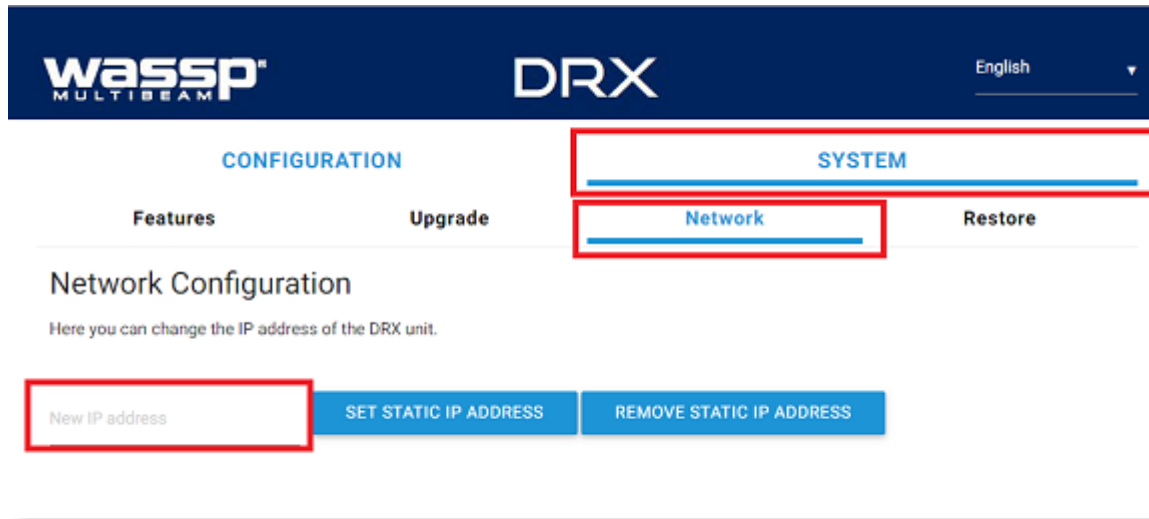 wassp
MULTIBEAM
DRX
English
CONFIGURATION
SYSTEM
Features
Upgrade
Network
Restore
Network Configuration
Here you can change the IP address of the DRX unit.
New IP address
SET STATIC IP ADDRESS
REMOVE STATIC IP ADDRESS